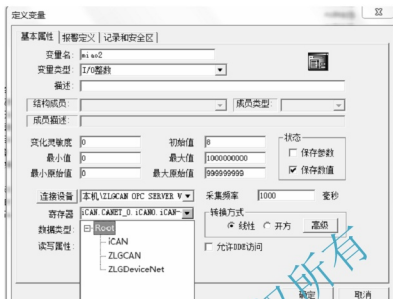 定义变量
基本属性 报警定义 记录和安全区
变量名: miao2
变量类型: I/O整数
描述:
结构成员: 成员类型:
成员描述:
变化灵敏度 0 初始值 8 状态
最小值 0 最大值 1000000000 保存参数
最小原始值 0 最大原始值 999999999 保存数值
连接设备 本机\ZLGCAN OPC SERVER V 采集频率 1000 毫秒
寄存器 iCAN.CANET_0.iCAN0.iCAN- 转换方式
数据类型: Root 线性 开方 高级
读写属性: iCAN 允许DDE访问
ZLGCAN
ZLGDeviceNet
确定 取消
所有